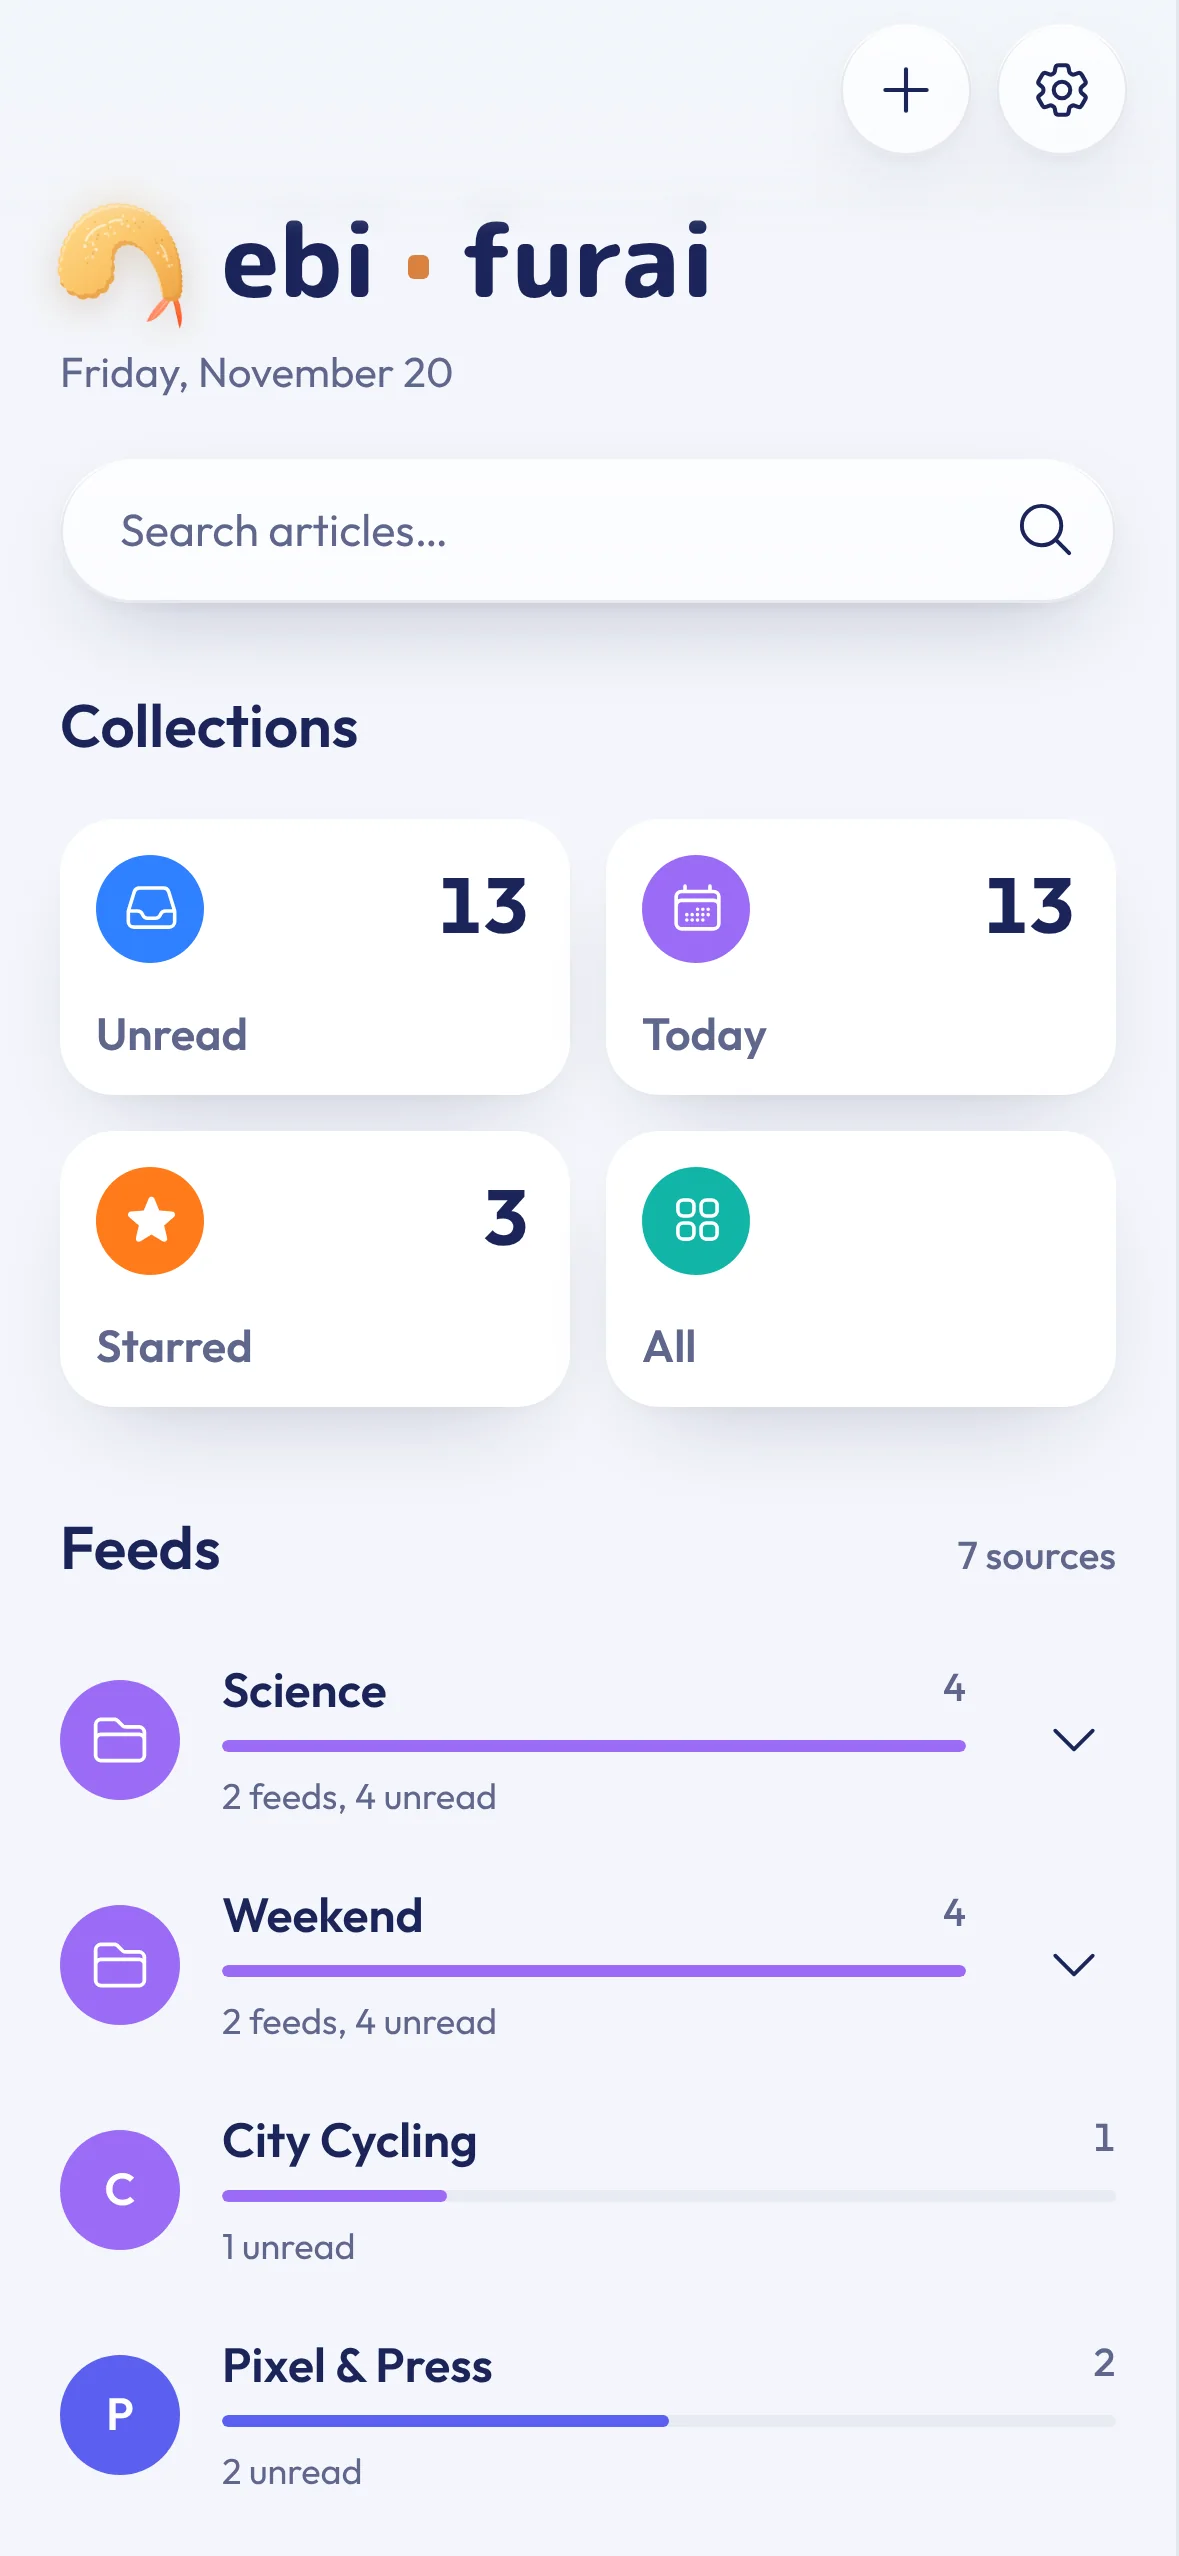 ebi · furai
Friday, November 20
Search articles...
Collections
13
Unread
13
Today
3
Starred
All
Feeds
7 sources
Science
4
2 feeds, 4 unread
Weekend
4
2 feeds, 4 unread
C
City Cycling
1
1 unread
P
Pixel & Press
2
2 unread